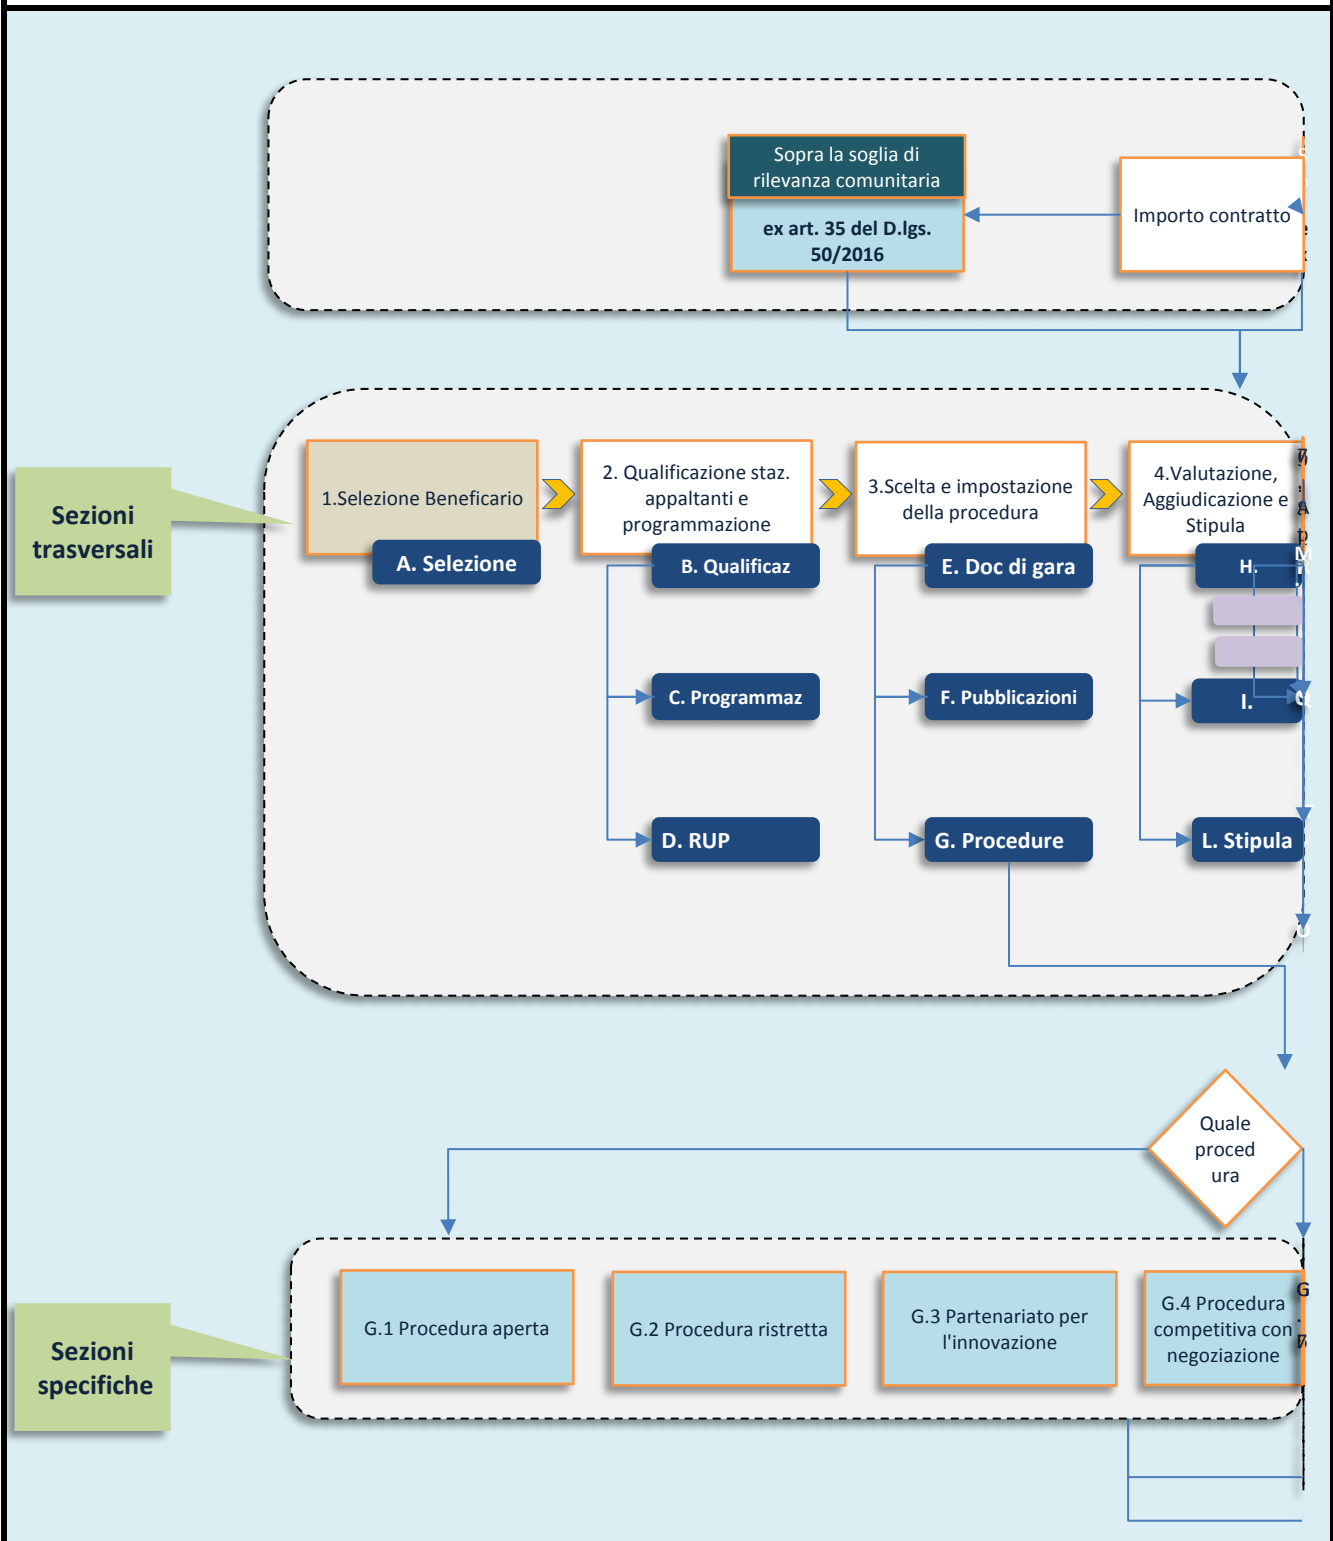 Sopra la soglia di
rilevanza comunitaria
ex art. 35 del D.lgs.
50/2016
Importo contratto
Sezioni
trasversali
1.Selezione Beneficario
2. Qualificazione staz.
appaltanti e
programmazione
3.Scelta e impostazione
della procedura
4.Valutazione,
Aggiudicazione e
Stipula
A. Selezione
B. Qualificaz
E. Doc di gara
H.
C. Programmaz
F. Pubblicazioni
I.
D. RUP
G. Procedure
L. Stipula
Quale
proced
ura
Sezioni
specifiche
G.1 Procedura aperta
G.2 Procedura ristretta
G.3 Partenariato per
l'innovazione
G.4 Procedura
competitiva con
negoziazione